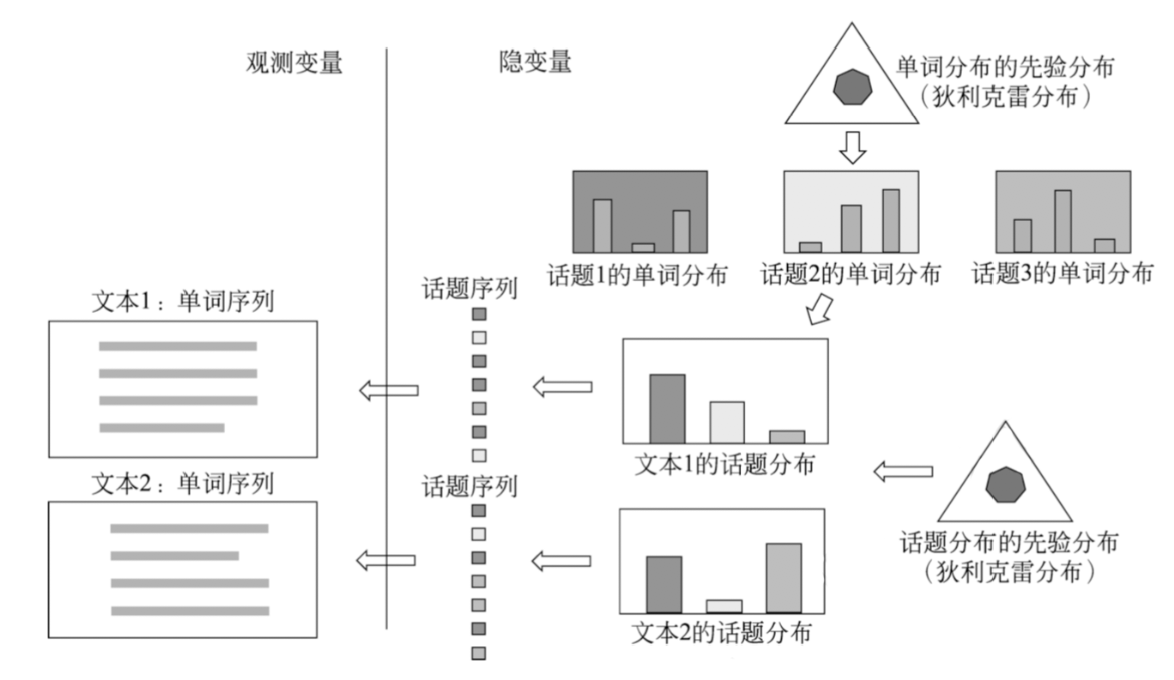 观测变量
隐变量
单词分布的先验分布
（狄利克雷分布）
话题1的单词分布
话题2的单词分布
话题3的单词分布
话题序列
文本1：单词序列
文本1的话题分布
文本2：单词序列
话题序列
话题分布的先验分布
（狄利克雷分布）
文本2的话题分布